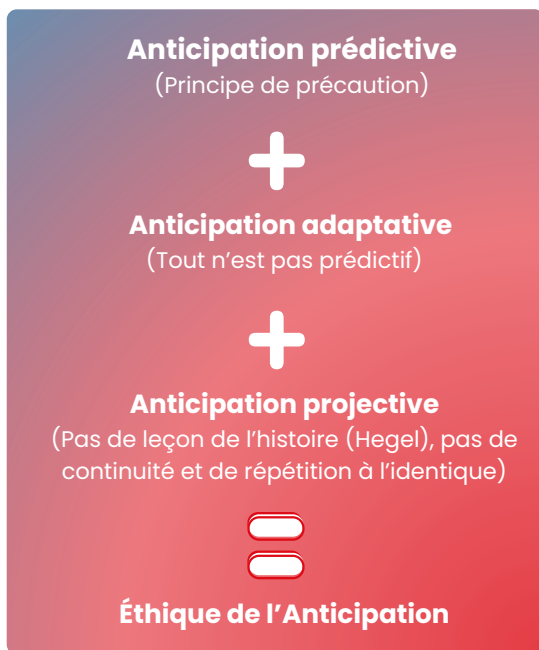 Anticipation prédictive
(Principe de précaution)
+
Anticipation adaptative
(Tout n’est pas prédictif)
+
Anticipation projective
(Pas de leçon de l’histoire (Hegel), pas de
continuité et de répétition à l’identique)
=
Éthique de l’Anticipation